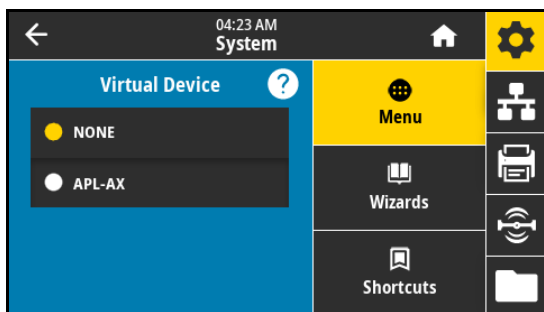 04:23 AM
System
Virtual Device ?
NONE
APL-AX
Menu
Wizards
Shortcuts